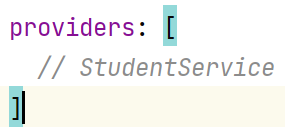 providers: [
  // StudentService
]